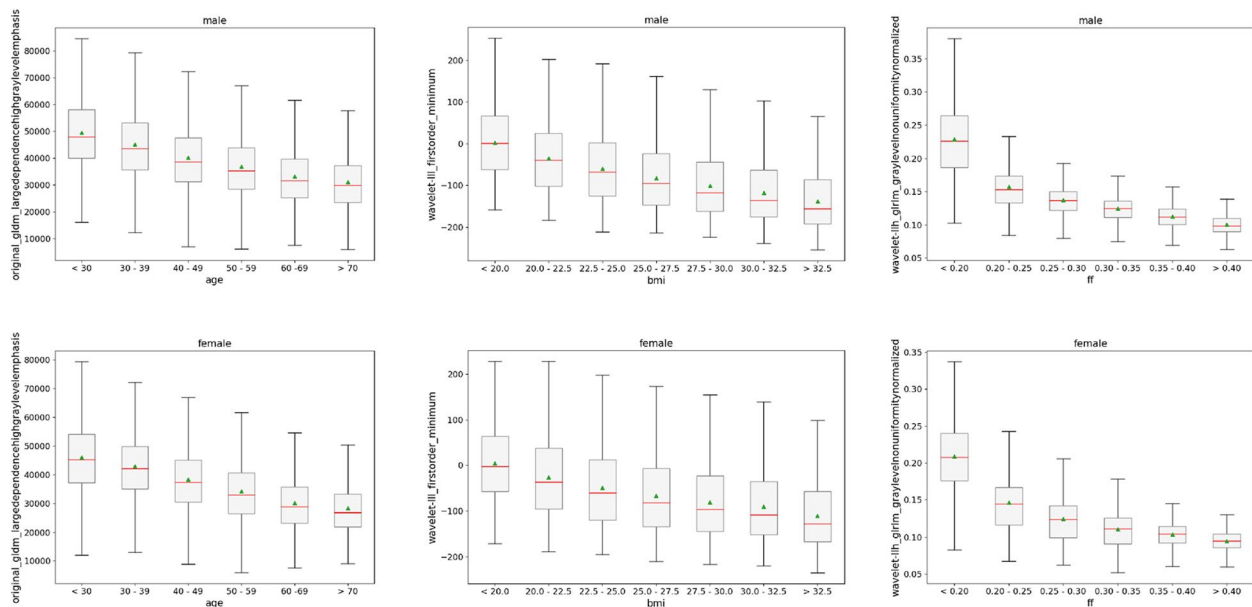 male
original_gldm_largedependencehighgraylevelemphasis
80000
70000
60000
50000
40000
30000
20000
10000
< 30
30 - 39
40 - 49
50 - 59
60 -69
> 70
age
male
wavelet-lll_firstorder_minimum
200
100
0
−100
−200
< 20.0
20.0 - 22.5
22.5 - 25.0
25.0 - 27.5
27.5 - 30.0
30.0 - 32.5
> 32.5
bmi
male
wavelet-llh_glrlm_graylevelnonuniformitynormalized
0.35
0.30
0.25
0.20
0.15
0.10
0.05
< 0.20
0.20 - 0.25
0.25 - 0.30
0.30 - 0.35
0.35 - 0.40
> 0.40
ff
female
original_gldm_largedependencehighgraylevelemphasis
80000
70000
60000
50000
40000
30000
20000
10000
< 30
30 - 39
40 - 49
50 - 59
60 -69
> 70
age
female
wavelet-lll_firstorder_minimum
200
100
0
−100
−200
< 20.0
20.0 - 22.5
22.5 - 25.0
25.0 - 27.5
27.5 - 30.0
30.0 - 32.5
> 32.5
bmi
female
wavelet-llh_glrlm_graylevelnonuniformitynormalized
0.35
0.30
0.25
0.20
0.15
0.10
0.05
< 0.20
0.20 - 0.25
0.25 - 0.30
0.30 - 0.35
0.35 - 0.40
> 0.40
ff